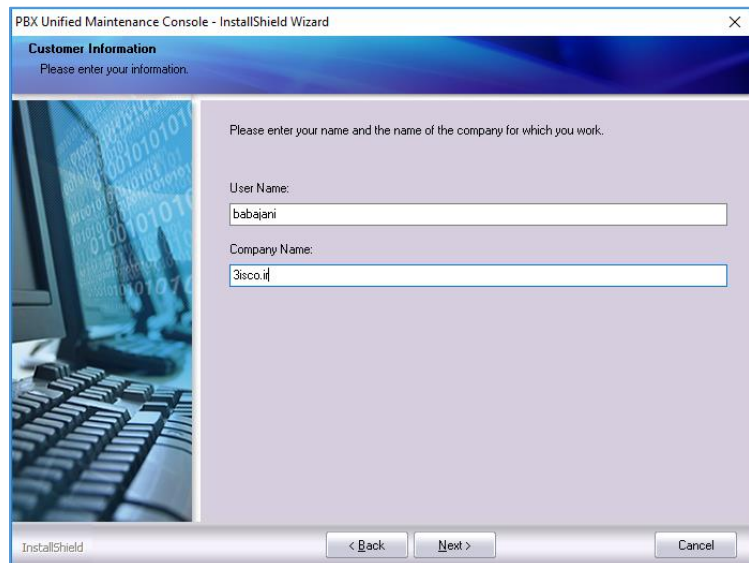 PBX Unified Maintenance Console - InstallShield Wizard
Customer Information
Please enter your information.
Please enter your name and the name of the company for which you work.
User Name:
babajani
Company Name:
3isco.ir
InstallShield
< Back
Next >
Cancel